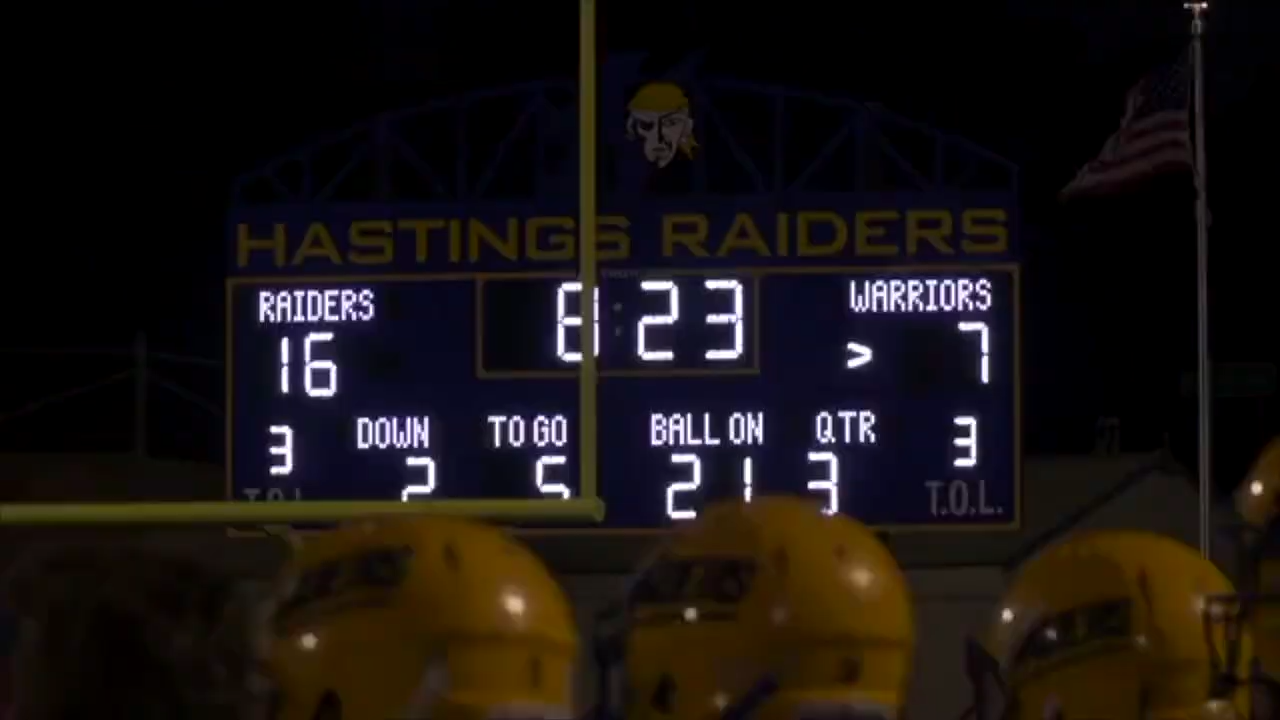 HASTINGS RAIDERS
RAIDERS 8:23 WARRIORS
16 > 7
DOWN TO GO BALL ON QTR
3 2 5 21 3 3
T.O.L. T.O.L.